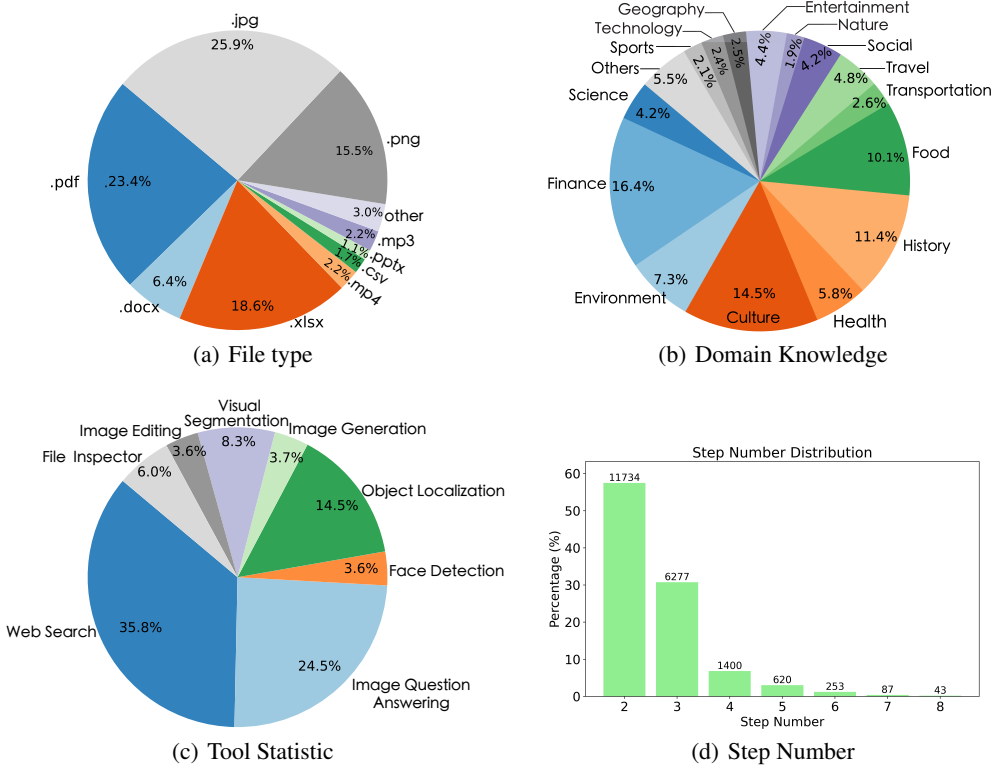 .jpg
25.9%
.png
15.5%
other
3.0%
.mp3
2.2%
.pptx
1.1%
.csv
1.7%
.mp4
2.2%
.xlsx
18.6%
.docx
6.4%
.pdf
23.4%
(a) File type
Entertainment
4.4%
Nature
1.9%
Social
4.2%
Travel
4.8%
Transportation
2.6%
Food
10.1%
History
11.4%
Health
5.8%
Culture
14.5%
Environment
7.3%
Finance
16.4%
Science
4.2%
Others
5.5%
Sports
2.1%
Technology
2.4%
Geography
2.5%
(b) Domain Knowledge
Visual
Segmentation
8.3%
Image Generation
3.7%
Object Localization
14.5%
Face Detection
3.6%
Image Question
Answering
24.5%
Web Search
35.8%
File Inspector
6.0%
Image Editing
3.6%
(c) Tool Statistic
Step Number Distribution
Percentage (%)
60
50
40
30
20
10
0
11734
6277
1400
620
253
87
43
2 3 4 5 6 7 8
Step Number
(d) Step Number